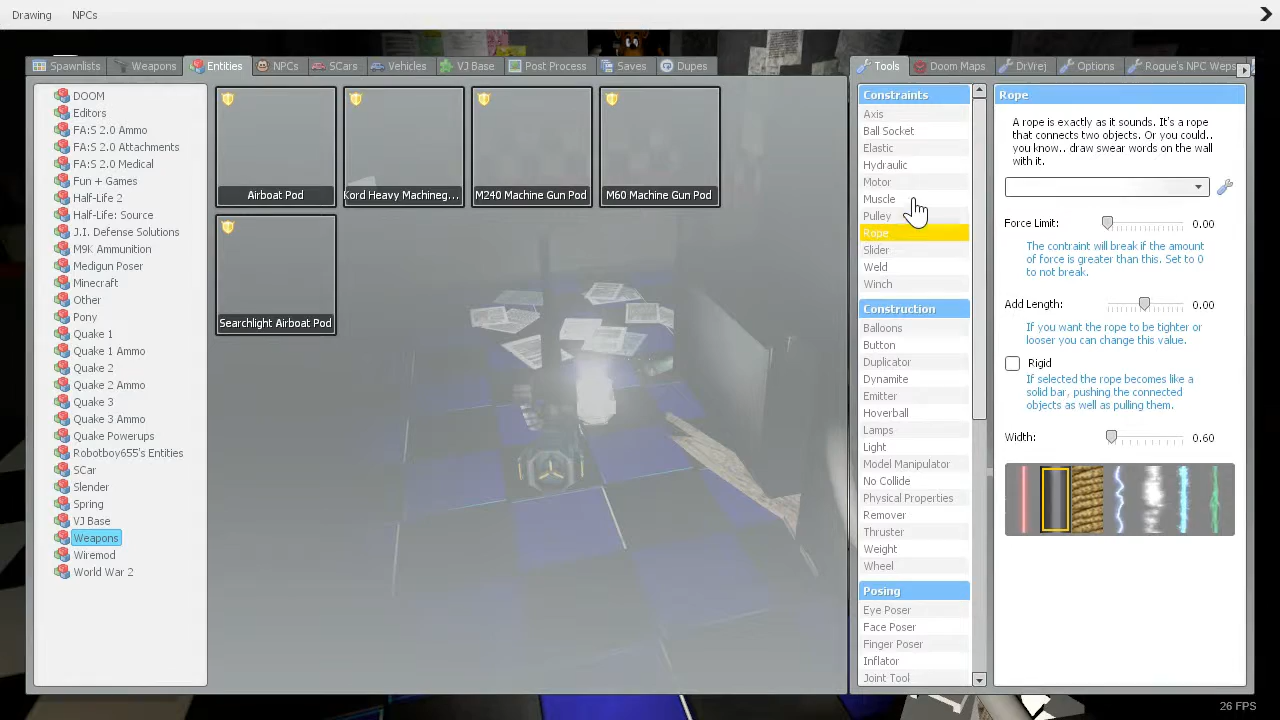 Drawing NPCs
Spawnlists Weapons Entities NPCs SCars Vehicles VJ Base Post Process Saves Dupes
Tools Doom Maps DrVrej Options Rogue's NPC Weps
DOOM
Editors
FA:S 2.0 Ammo
FA:S 2.0 Attachments
FA:S 2.0 Medical
Fun + Games
Half-Life 2
Half-Life: Source
J.I. Defense Solutions
M9K Ammunition
Medigun Poser
Minecraft
Other
Pony
Quake 1
Quake 1 Ammo
Quake 2
Quake 2 Ammo
Quake 3
Quake 3 Ammo
Quake Powerups
Robotboy655's Entities
SCar
Slender
Spring
VJ Base
Weapons
Wiremod
World War 2
Airboat Pod
Kord Heavy Machineg...
M240 Machine Gun Pod
M60 Machine Gun Pod
Searchlight Airboat Pod
Constraints
Axis
Ball Socket
Elastic
Hydraulic
Motor
Muscle
Pulley
Rope
Slider
Weld
Winch
Construction
Balloons
Button
Duplicator
Dynamite
Emitter
Hoverball
Lamps
Light
Model Manipulator
No Collide
Physical Properties
Remover
Thruster
Weight
Wheel
Posing
Eye Poser
Face Poser
Finger Poser
Inflator
Joint Tool
Rope
A rope is exactly as it sounds. It's a rope
that connects two objects. Or you could..
you know.. draw swear words on the wall
with it.
Force Limit: 0.00
The contraint will break if the amount
of force is greater than this. Set to 0
to not break.
Add Length: 0.00
If you want the rope to be tighter or
looser you can change this value.
Rigid
If selected the rope becomes like a
solid bar, pushing the connected
objects as well as pulling them.
Width: 0.60
26 FPS